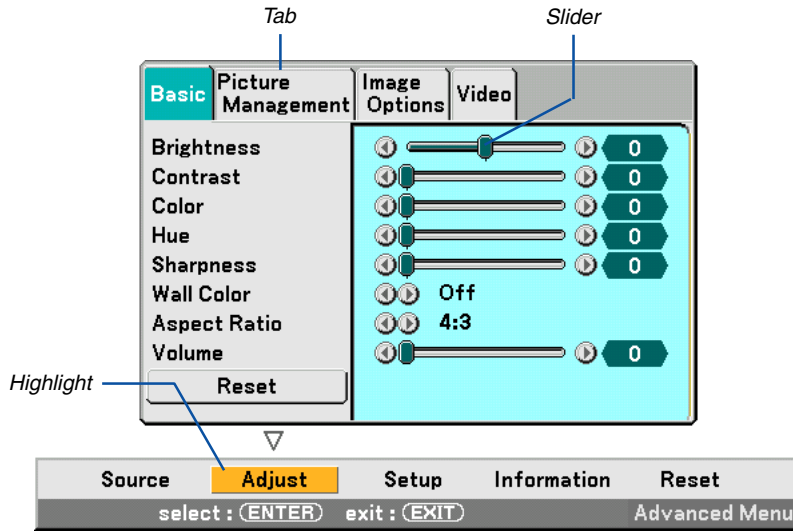 Tab Slider
Basic Picture Management Image Options Video
Brightness 0
Contrast 0
Color 0
Hue 0
Sharpness 0
Wall Color Off
Aspect Ratio 4:3
Volume 0
Highlight Reset
Source Adjust Setup Information Reset
select : ENTER exit : EXIT Advanced Menu